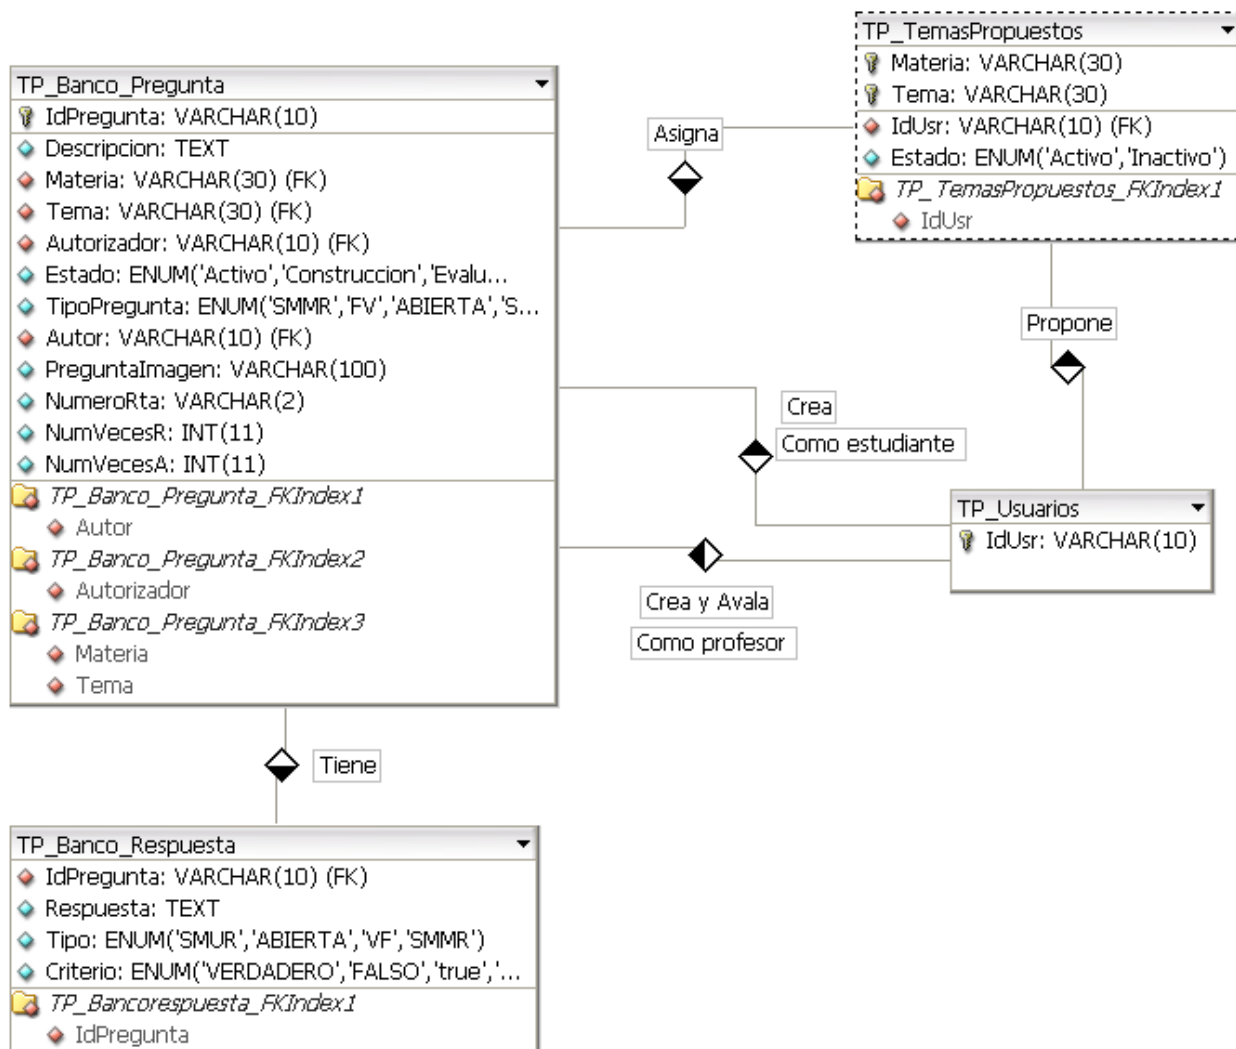 TP_TemasPropuestos
Materia: VARCHAR(30)
Tema: VARCHAR(30)
IdUsr: VARCHAR(10) (FK)
Estado: ENUM('Activo','Inactivo')
TP_TemasPropuestos_FKIndex1
IdUsr
TP_Banco_Pregunta
IdPregunta: VARCHAR(10)
Descripcion: TEXT
Materia: VARCHAR(30) (FK)
Tema: VARCHAR(30) (FK)
Autorizador: VARCHAR(10) (FK)
Estado: ENUM('Activo','Construccion','Evalu...
TipoPregunta: ENUM('SMMR','FV','ABIERTA','S...
Autor: VARCHAR(10) (FK)
PreguntaImagen: VARCHAR(100)
NumeroRta: VARCHAR(2)
NumVecesR: INT(11)
NumVecesA: INT(11)
TP_Banco_Pregunta_FKIndex1
Autor
TP_Banco_Pregunta_FKIndex2
Autorizador
TP_Banco_Pregunta_FKIndex3
Materia
Tema
Asigna
Propone
Crea
Como estudiante
TP_Usuarios
IdUsr: VARCHAR(10)
Crea y Avala
Como profesor
Tiene
TP_Banco_Respuesta
IdPregunta: VARCHAR(10) (FK)
Respuesta: TEXT
Tipo: ENUM('SMUR','ABIERTA','VF','SMMR')
Criterio: ENUM('VERDADERO','FALSO','true','...
TP_Bancorespuesta_FKIndex1
IdPregunta